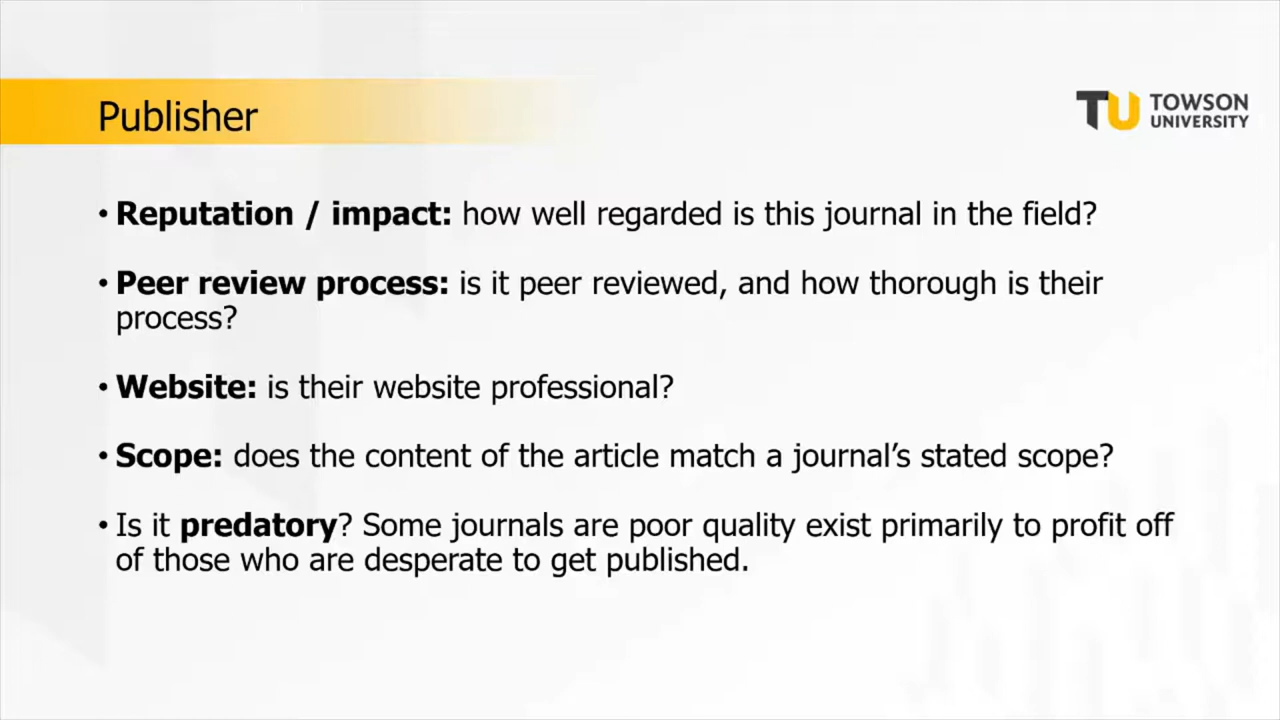 Publisher
TU TOWSON
UNIVERSITY
• Reputation / impact: how well regarded is this journal in the field?
• Peer review process: is it peer reviewed, and how thorough is their
process?
• Website: is their website professional?
• Scope: does the content of the article match a journal’s stated scope?
• Is it predatory? Some journals are poor quality exist primarily to profit off
of those who are desperate to get published.